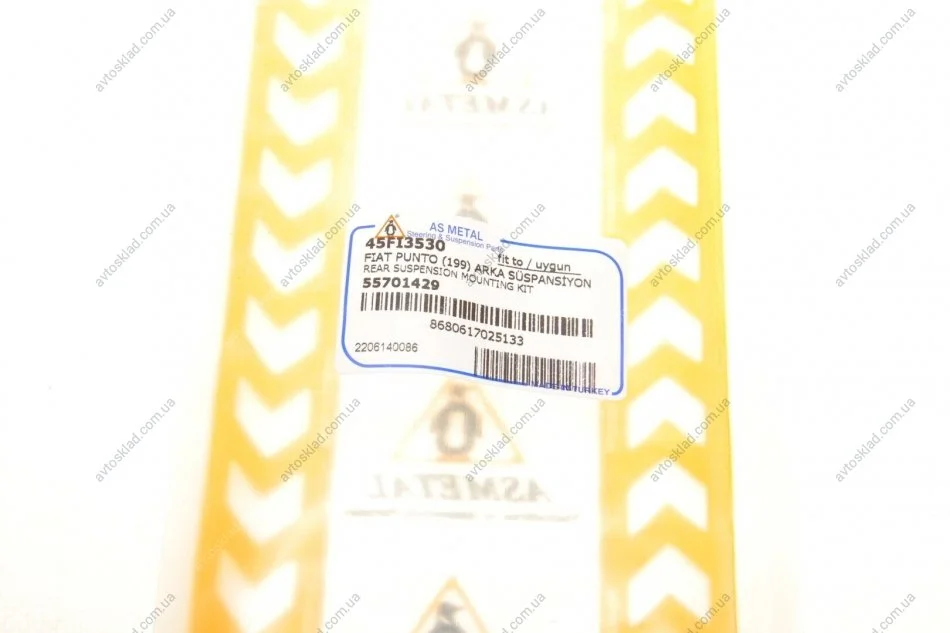 AS METAL
Steering & Suspension Parts
45FI3530
fit to / uygun
FIAT PUNTO (199) ARKA SÜSPANSİYON
REAR SUSPENSION MOUNTING KIT
55701429
8680617025133
2206140086
MADE IN TURKEY
ASMETAL
ASMETAL
avtosklad.com.ua